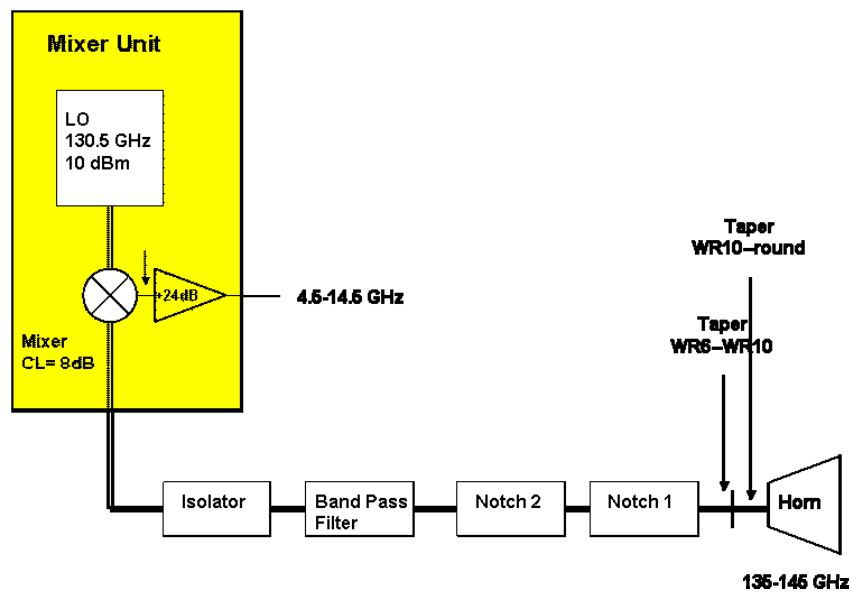 Mixer Unit
LO
130.5 GHz
10 dBm
+24dB
4.5-14.5 GHz
Mixer
CL= 8dB
Taper
WR10–round
Taper
WR6–WR10
Isolator
Band Pass
Filter
Notch 2
Notch 1
Horn
135-145 GHz